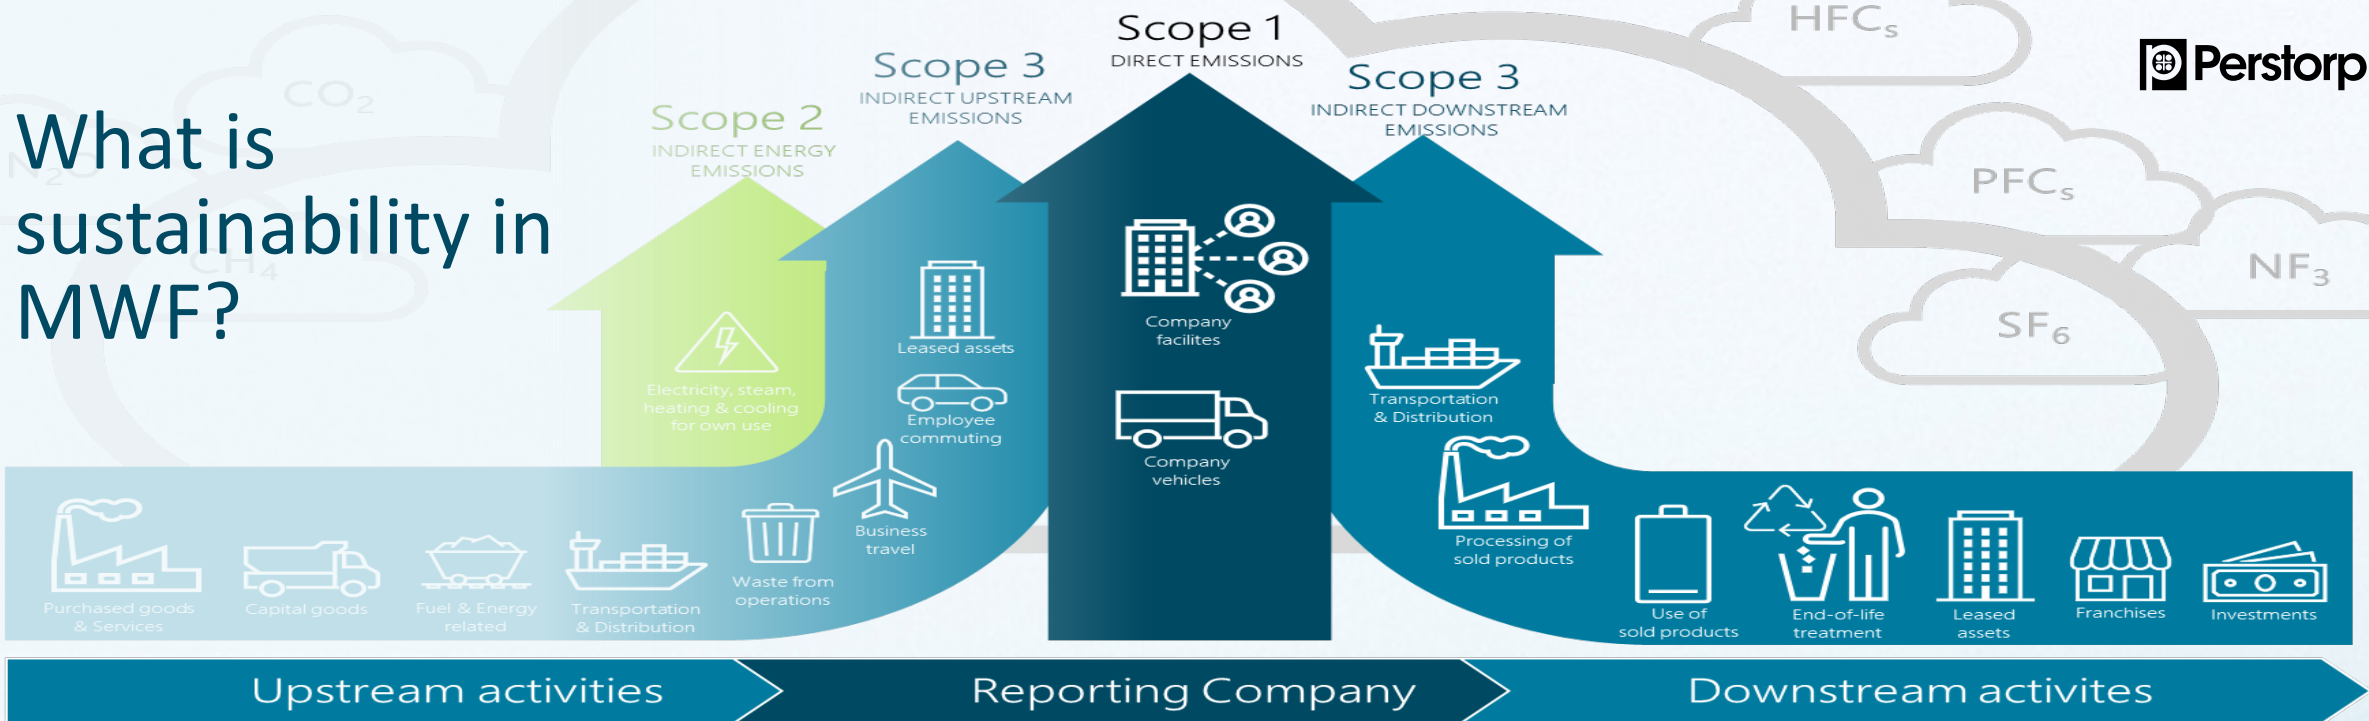 What is
sustainability in
MWF?
CO2
N2O
CH4
Scope 2
INDIRECT ENERGY
EMISSIONS
Electricity, steam,
heating & cooling
for own use
Scope 3
INDIRECT UPSTREAM
EMISSIONS
Leased assets
Employee
commuting
Business
travel
Waste from
operations
Transportation
& Distribution
Fuel & Energy
related
Capital goods
Purchased goods
& Services
Scope 1
DIRECT EMISSIONS
Company
facilites
Company
vehicles
Scope 3
INDIRECT DOWNSTREAM
EMISSIONS
Transportation
& Distribution
Processing of
sold products
Use of
sold products
End-of-life
treatment
Leased
assets
Franchises
Investments
HFCs
PFCs
NF3
SF6
Perstorp
Upstream activities
Reporting Company
Downstream activites